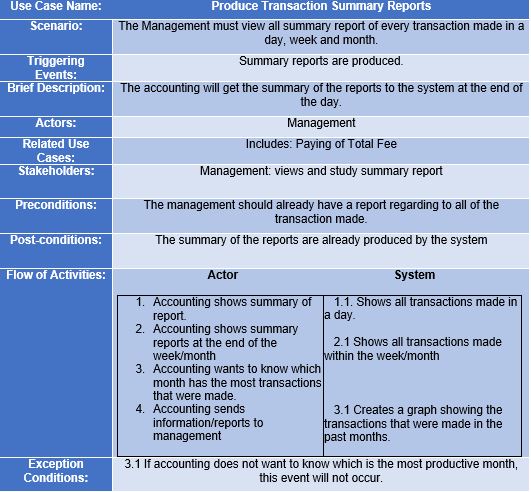 Use Case Name: Produce Transaction Summary Reports
Scenario: The Management must view all summary report of every transaction made in a
day, week and month.
Triggering
Events: Summary reports are produced.
Brief Description: The accounting will get the summary of the reports to the system at the end of
the day.
Actors: Management
Related Use
Cases: Includes: Paying of Total Fee
Stakeholders: Management: views and study summary report
Preconditions: The management should already have a report regarding to all of the
transaction made.
Post-conditions: The summary of the reports are already produced by the system
Flow of Activities: Actor System
1. Accounting shows summary of
report.
2. Accounting shows summary
reports at the end of the
week/month
3. Accounting wants to know which
month has the most transactions
that were made.
4. Accounting sends
information/reports to
management
1.1. Shows all transactions made in
a day.
2.1 Shows all transactions made
within the week/month
3.1 Creates a graph showing the
transactions that were made in the
past months.
Exception
Conditions: 3.1 If accounting does not want to know which is the most productive month,
this event will not occur.